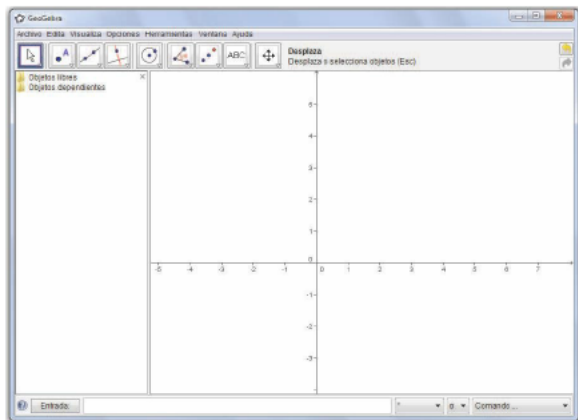 GeoGebra
Archivo Edita Visualiza Opciones Herramientas Ventana Ayuda
A
ABC
Desplaza
Desplaza o selecciona objetos (Esc)
Objetos libres
Objetos dependientes
4
3
2
1
0
-5 -4 -3 -2 -1 0 1 2 3 4 5 6 7
-1
-2
-3
Entrada:
α
Comando ...